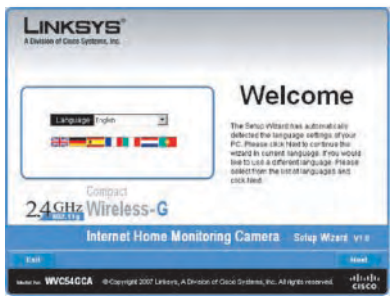 LINKSYS®
A Division of Cisco Systems, Inc.
Welcome
Language English
The Setup Wizard has automatically
detected the language settings of your
PC. Please click Next to continue the
wizard in current language. If you would
like to use a different language, Please
select from the list of languages and
click Next.
Compact
2.4 GHz Wireless-G
802.11g
Internet Home Monitoring Camera Setup Wizard V1.0
Exit
Next
Model No. WVC54GCA © Copyright 2007 Linksys, A Division of Cisco Systems, Inc. All rights reserved.
CISCO